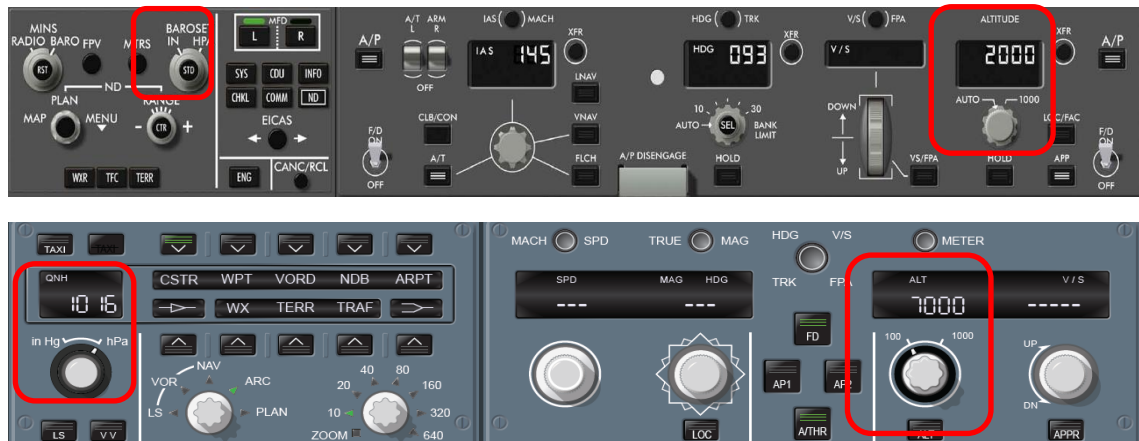 MINS
RADIO BARO FPV MTRS
BAROSET
IN HPA
RST
STD
ND
PLAN
RANGE
MAP MENU
- CTR +
WXR TFC TERR
MFD
L R
SYS CDU INFO
CHKL COMM ND
EICAS
ENG CANC/RCL
A/P
A/T ARM
L R
OFF
IAS MACH
IAS 145
XFR
CLB/CON
A/T
F/D
ON
OFF
LNAV
VNAV
FLCH
HDG TRK
HDG 093
XFR
10 30
AUTO SEL BANK
LIMIT
A/P DISENGAGE
HOLD
V/S FPA
V/S
DOWN
UP
VS/FPA
ALTITUDE
2000
XFR
AUTO 1000
HOLD
A/P
LOC/FAC
APP
F/D
ON
OFF
TAXI TAXI
QNH
1016
in Hg hPa
LS V V
CSTR WPT VORD NDB ARPT
WX TERR TRAF
NAV
VOR ARC
LS PLAN
40 80
20 160
10 320
ZOOM 640
MACH SPD TRUE MAG
HDG V/S
TRK FPA
METER
SPD MAG HDG
--- ---
FD
AP1 AP2
A/THR
LOC
ALT V/S
7000 -----
100 1000
ALT
UP
DN
APPR